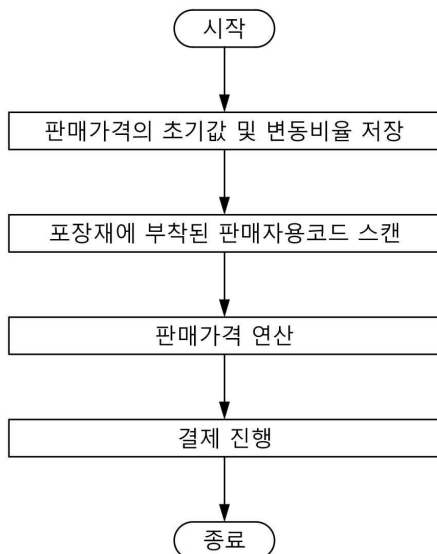 시작
판매가격의 초기값 및 변동비율 저장
포장재에 부착된 판매자용코드 스캔
판매가격 연산
결제 진행
종료